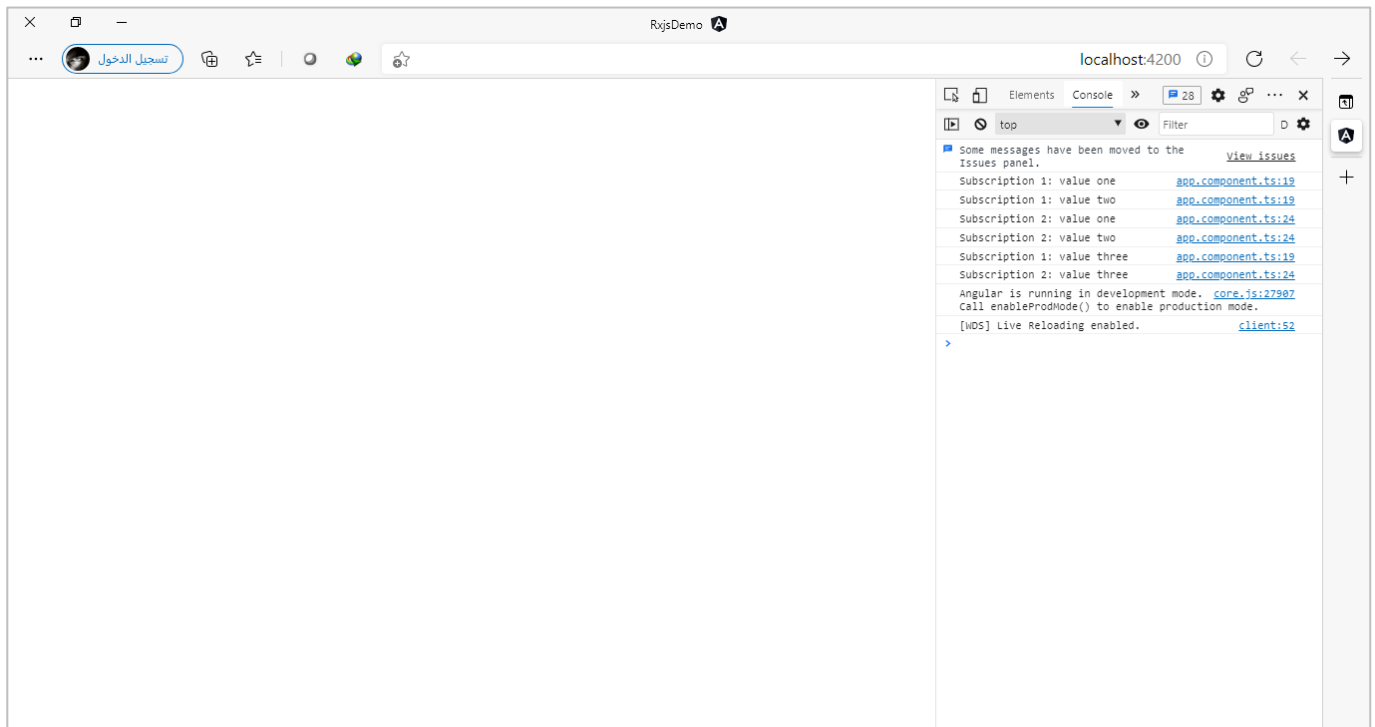 RxjsDemo
تسجيل الدخول
localhost:4200
Elements Console 28
top Filter D
Some messages have been moved to the View issues
Issues panel.
Subscription 1: value one app.component.ts:19
Subscription 1: value two app.component.ts:19
Subscription 2: value one app.component.ts:24
Subscription 2: value two app.component.ts:24
Subscription 1: value three app.component.ts:19
Subscription 2: value three app.component.ts:24
Angular is running in development mode. core.js:27907
Call enableProdMode() to enable production mode.
[WDS] Live Reloading enabled. client:52